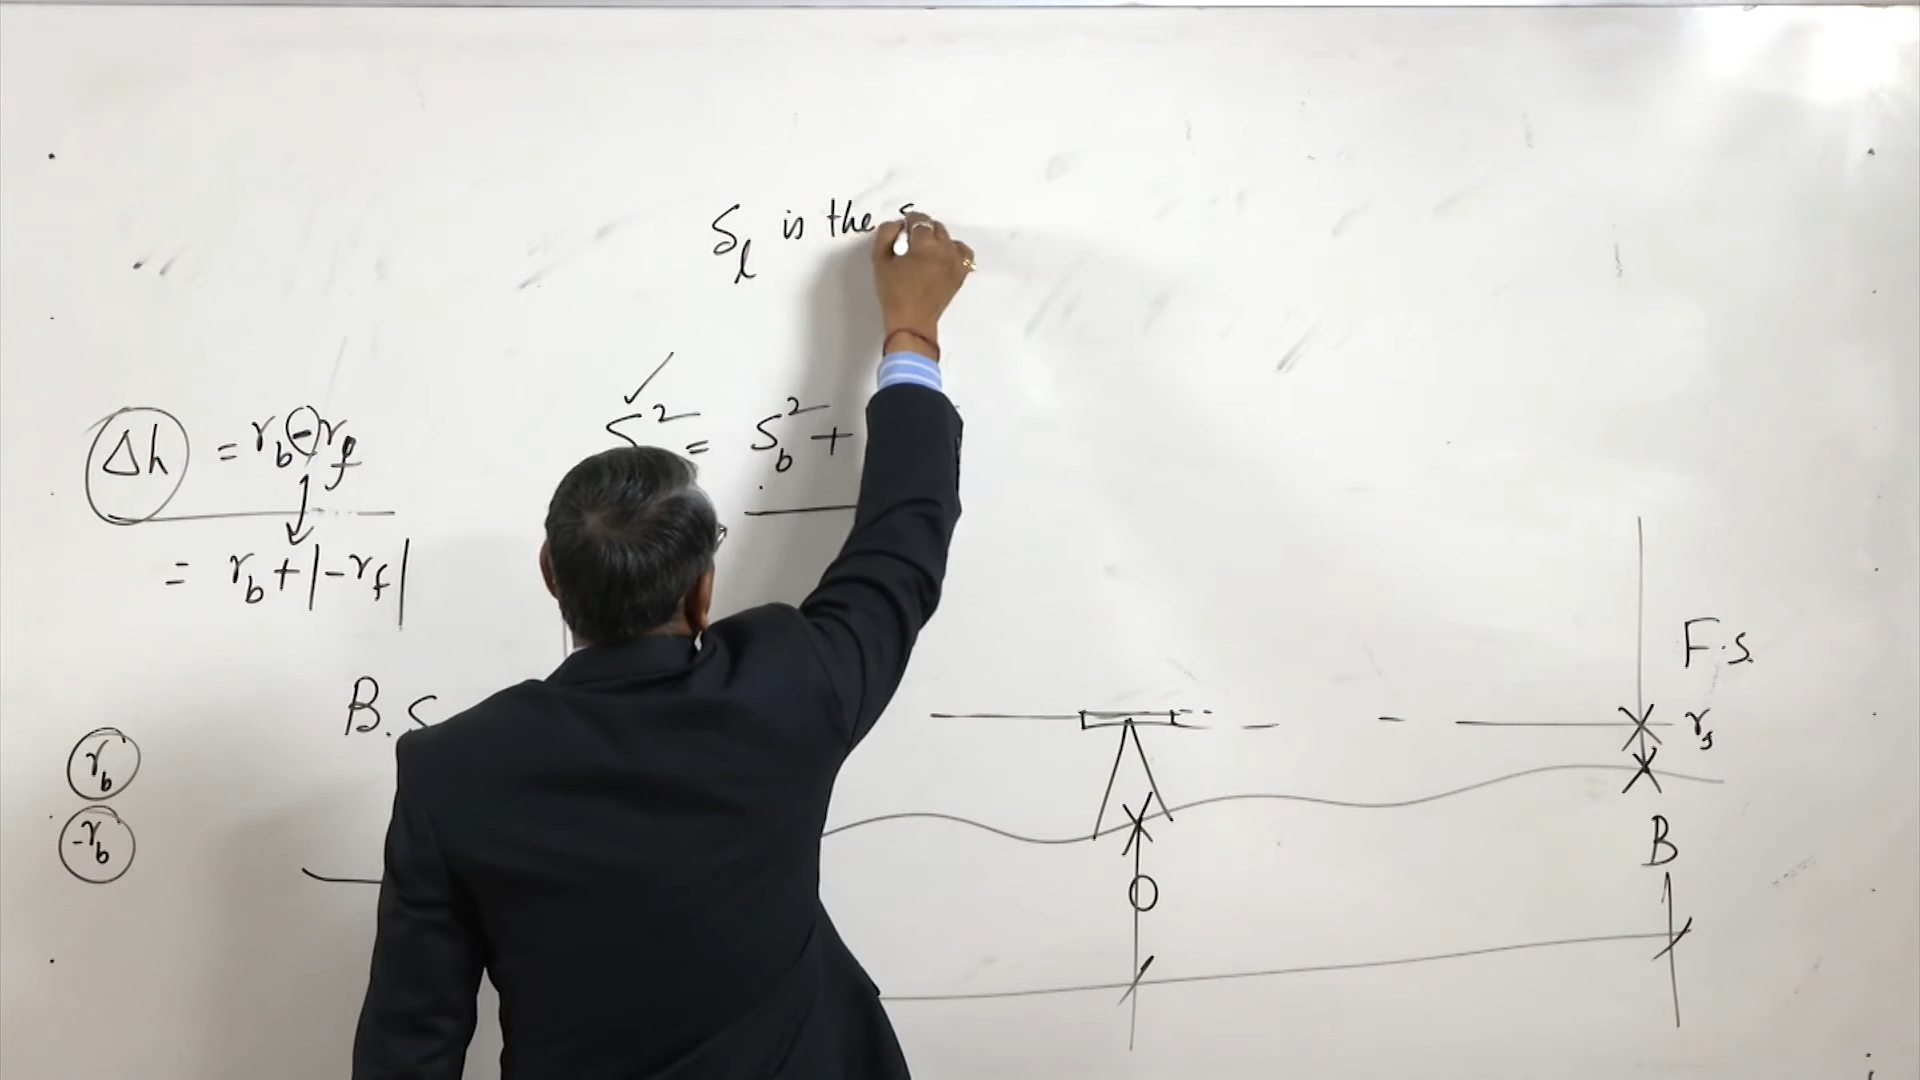 S_l is the
Δh = r_b - r_f
S² = S_b² +
= r_b + |-r_f|
F.S.
B.S
r_b
r_f
-r_b
B
O